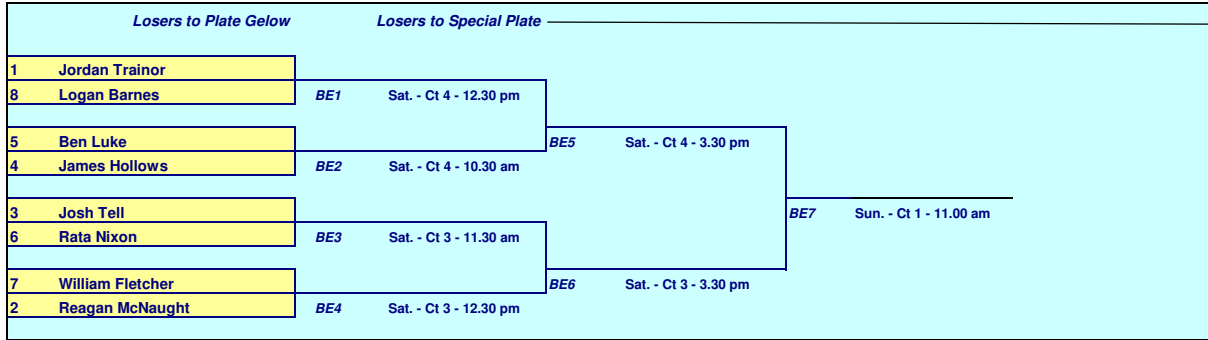 Losers to Plate Gelow Losers to Special Plate
1 Jordan Trainor
8 Logan Barnes BE1 Sat. - Ct 4 - 12.30 pm
5 Ben Luke BE5 Sat. - Ct 4 - 3.30 pm
4 James Hollows BE2 Sat. - Ct 4 - 10.30 am
3 Josh Tell BE7 Sun. - Ct 1 - 11.00 am
6 Rata Nixon BE3 Sat. - Ct 3 - 11.30 am
7 William Fletcher BE6 Sat. - Ct 3 - 3.30 pm
2 Reagan McNaught BE4 Sat. - Ct 3 - 12.30 pm